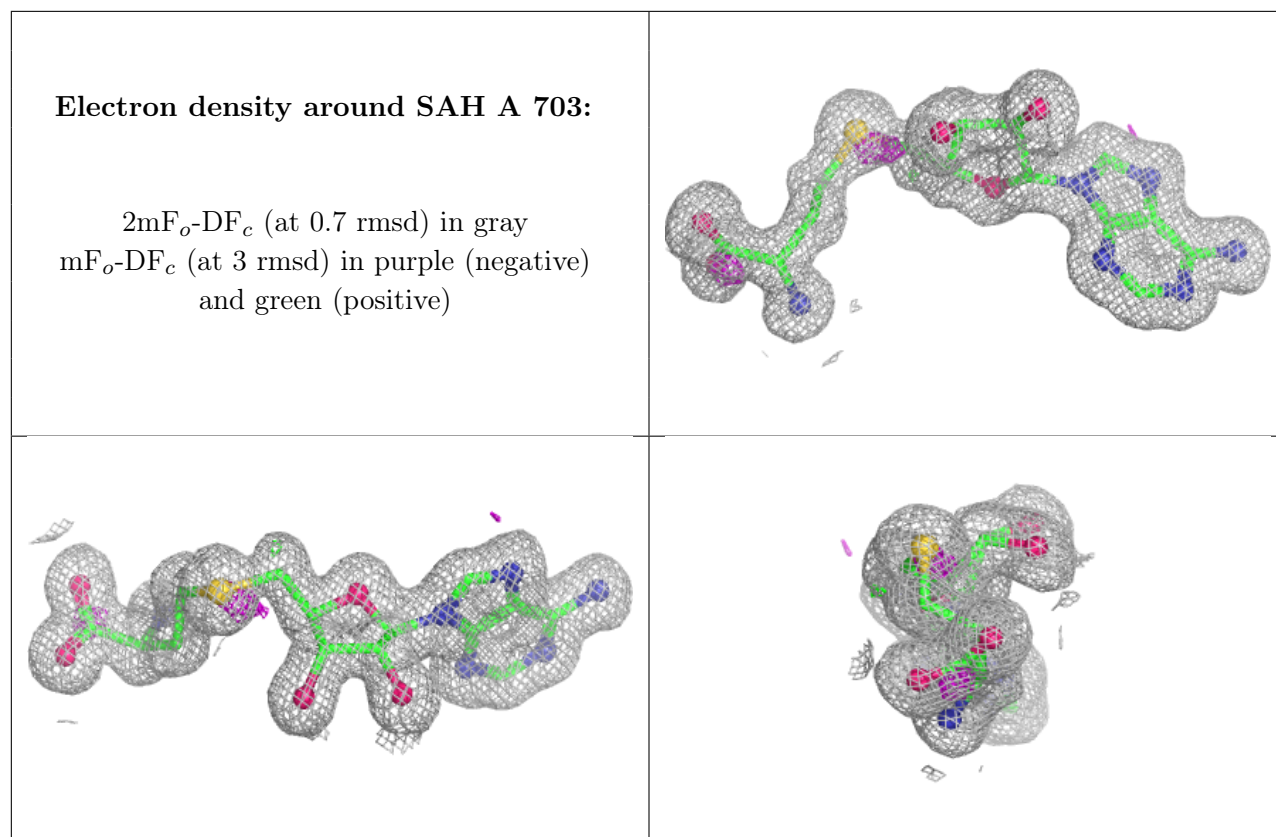 Electron density around SAH A 703:
2mFₒ-DF𝒸 (at 0.7 rmsd) in gray
mFₒ-DF𝒸 (at 3 rmsd) in purple (negative)
and green (positive)